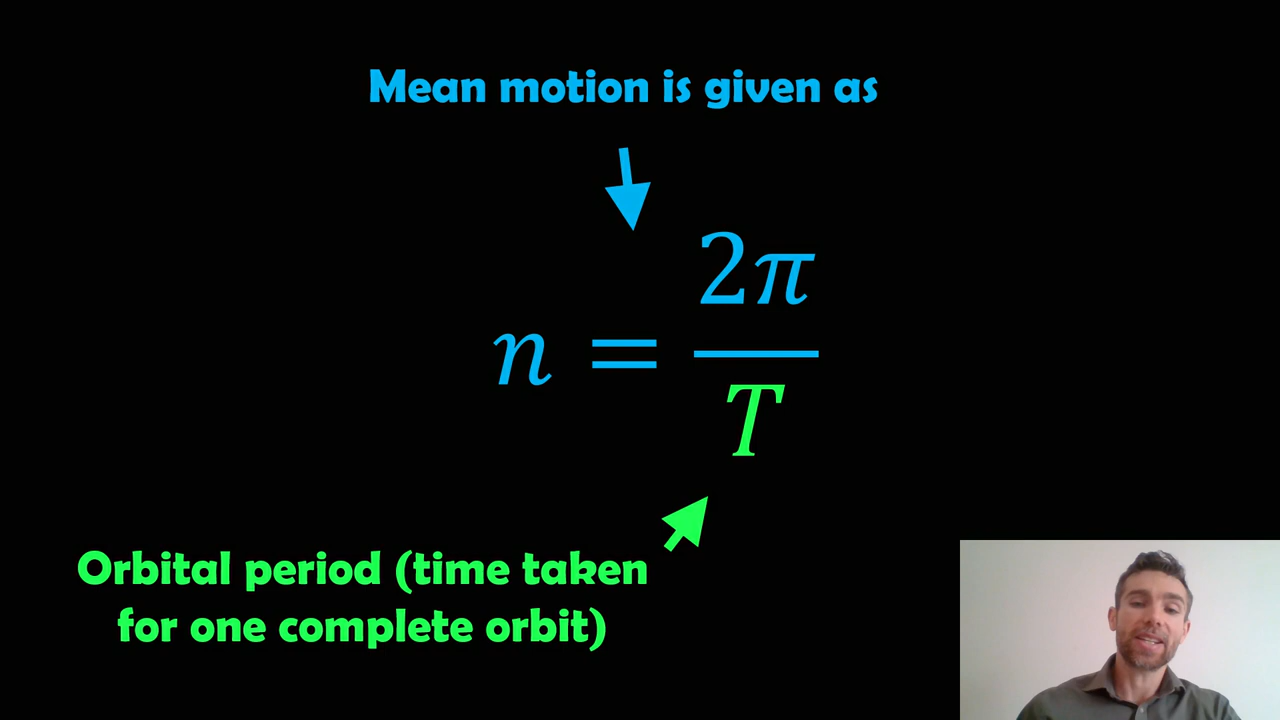 Mean motion is given as
n = 2π/T
Orbital period (time taken
for one complete orbit)